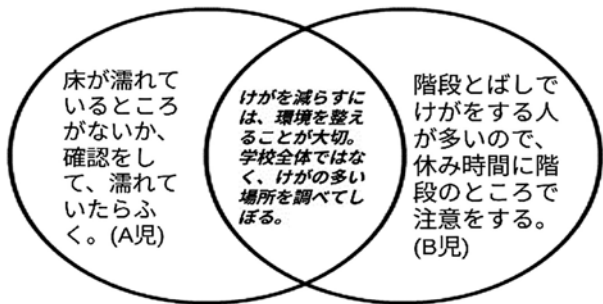 床が濡れて
いるところ
がないか、
確認をし
て、濡れて
いたらふ
く。(A児)
けがを減らすに
は、環境を整え
ることが大切。
学校全体ではな
く、けがの多い
場所を調べてし
ぼる。
階段とばしで
けがをする人
が多いので、
休み時間に階
段のところで
注意をする。
(B児)